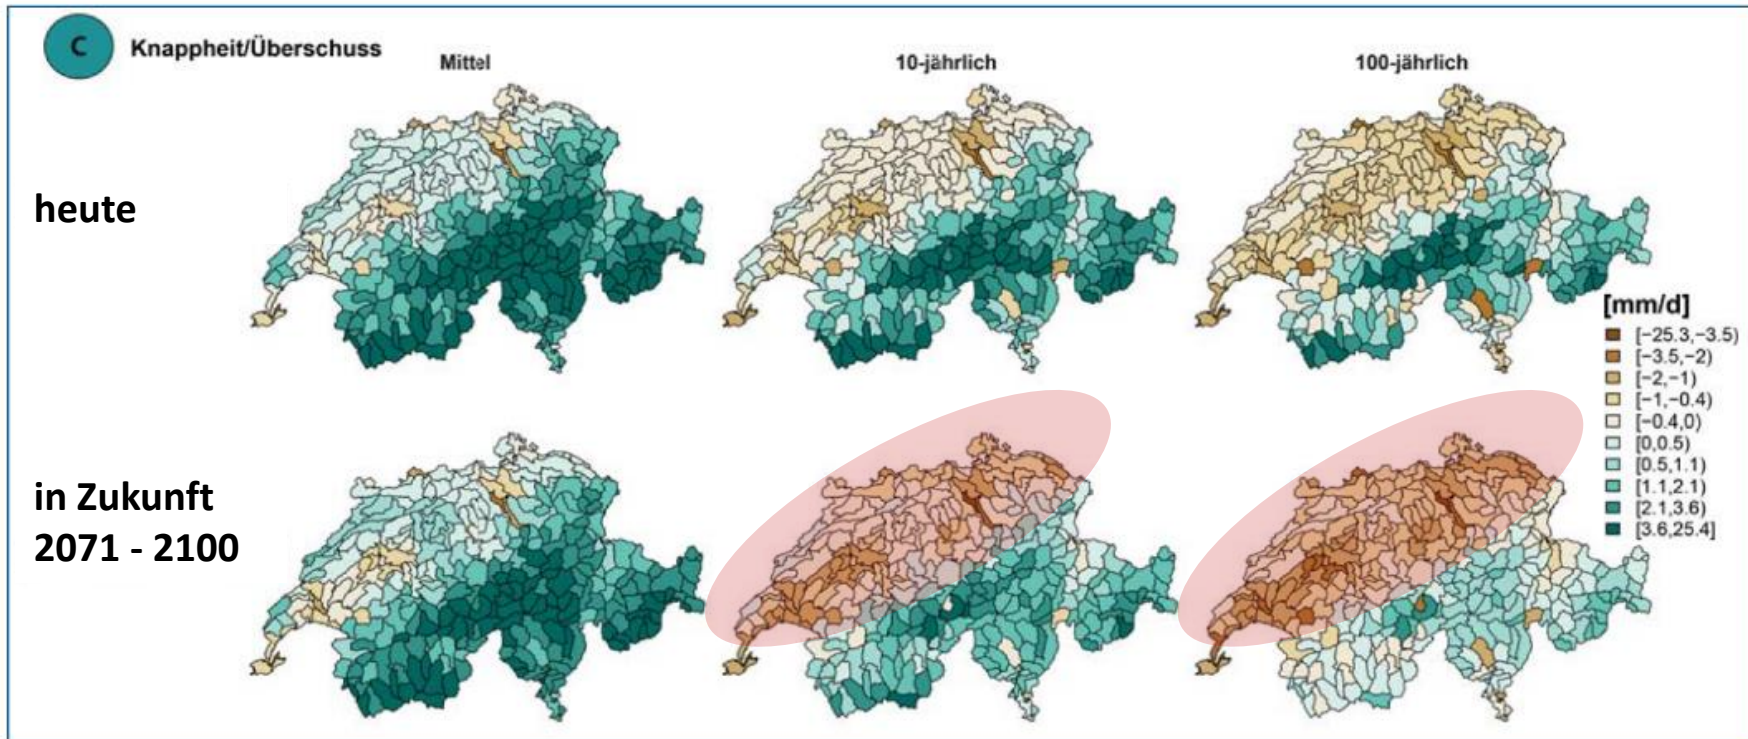 C Knappheit/Überschuss
Mittel 10-jährlich 100-jährlich
heute
[mm/d]
[−25.3,−3.5)
[−3.5,−2)
[−2,−1)
[−1,−0.4)
[−0.4,0)
[0,0.5)
[0.5,1.1)
[1.1,2.1)
[2.1,3.6)
[3.6,25.4]
in Zukunft
2071 - 2100